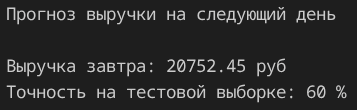 Прогноз выручки на следующий день
Выручка завтра: 20752.45 руб
Точность на тестовой выборке: 60 %